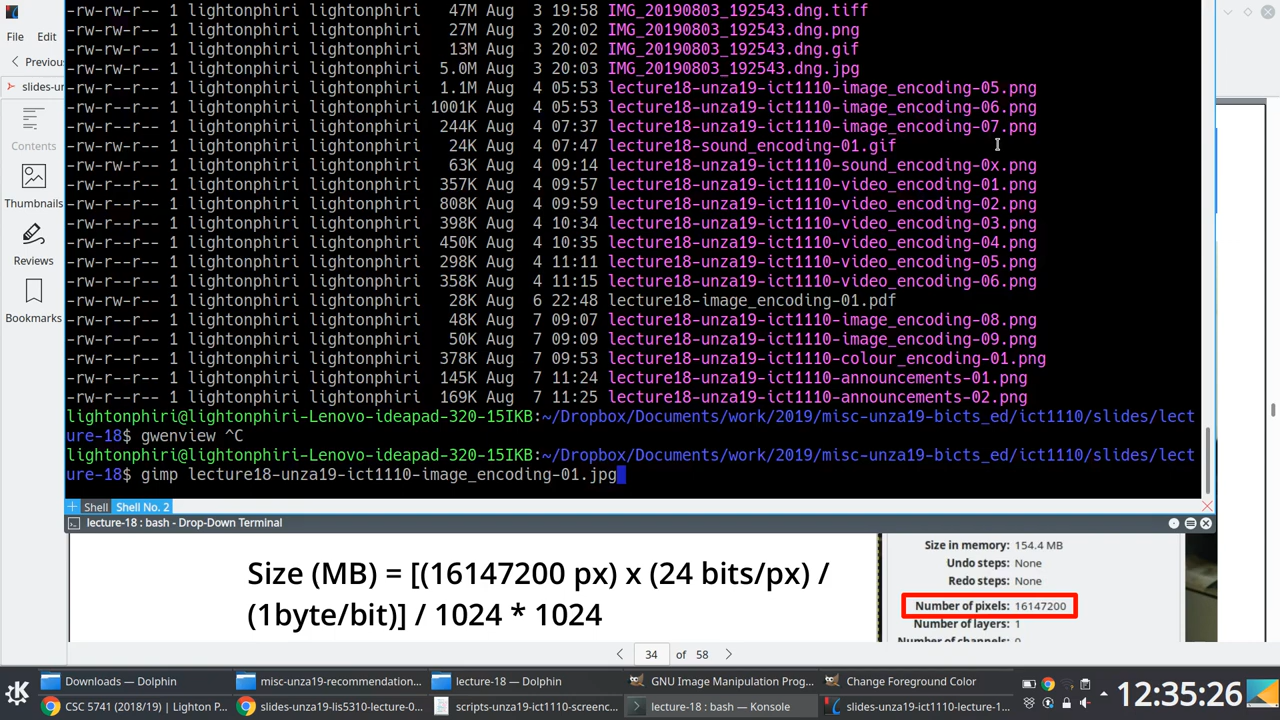 -rw-rw-r-- 1 lightonphiri lightonphiri 47M Aug 3 19:58 IMG_20190803_192543.dng.tiff
File Edit
-rw-rw-r-- 1 lightonphiri lightonphiri 27M Aug 3 20:02 IMG_20190803_192543.dng.png
-rw-rw-r-- 1 lightonphiri lightonphiri 13M Aug 3 20:02 IMG_20190803_192543.dng.gif
Previou
-rw-rw-r-- 1 lightonphiri lightonphiri 5.0M Aug 3 20:03 IMG_20190803_192543.dng.jpg
slides-un
-rw-r--r-- 1 lightonphiri lightonphiri 1.1M Aug 4 05:53 lecture18-unza19-ict1110-image_encoding-05.png
-rw-r--r-- 1 lightonphiri lightonphiri 1001K Aug 4 05:53 lecture18-unza19-ict1110-image_encoding-06.png
-rw-r--r-- 1 lightonphiri lightonphiri 244K Aug 4 07:37 lecture18-unza19-ict1110-image_encoding-07.png
Contents
-rw-rw-r-- 1 lightonphiri lightonphiri 24K Aug 4 07:47 lecture18-sound_encoding-01.gif
-rw-r--r-- 1 lightonphiri lightonphiri 63K Aug 4 09:14 lecture18-unza19-ict1110-sound_encoding-0x.png
-rw-r--r-- 1 lightonphiri lightonphiri 357K Aug 4 09:57 lecture18-unza19-ict1110-video_encoding-01.png
Thumbnails
-rw-r--r-- 1 lightonphiri lightonphiri 808K Aug 4 09:59 lecture18-unza19-ict1110-video_encoding-02.png
-rw-r--r-- 1 lightonphiri lightonphiri 398K Aug 4 10:34 lecture18-unza19-ict1110-video_encoding-03.png
-rw-r--r-- 1 lightonphiri lightonphiri 450K Aug 4 10:35 lecture18-unza19-ict1110-video_encoding-04.png
Reviews
-rw-r--r-- 1 lightonphiri lightonphiri 298K Aug 4 11:11 lecture18-unza19-ict1110-video_encoding-05.png
-rw-r--r-- 1 lightonphiri lightonphiri 358K Aug 4 11:15 lecture18-unza19-ict1110-video_encoding-06.png
-rw-rw-r-- 1 lightonphiri lightonphiri 28K Aug 6 22:48 lecture18-image_encoding-01.pdf
Bookmarks
-rw-r--r-- 1 lightonphiri lightonphiri 48K Aug 7 09:07 lecture18-unza19-ict1110-image_encoding-08.png
-rw-r--r-- 1 lightonphiri lightonphiri 50K Aug 7 09:09 lecture18-unza19-ict1110-image_encoding-09.png
-rw-r--r-- 1 lightonphiri lightonphiri 378K Aug 7 09:53 lecture18-unza19-ict1110-colour_encoding-01.png
-rw-r--r-- 1 lightonphiri lightonphiri 145K Aug 7 11:24 lecture18-unza19-ict1110-announcements-01.png
-rw-r--r-- 1 lightonphiri lightonphiri 169K Aug 7 11:25 lecture18-unza19-ict1110-announcements-02.png
lightonphiri@lightonphiri-Lenovo-ideapad-320-15IKB:~/Dropbox/Documents/work/2019/misc-unza19-bicts_ed/ict1110/slides/lect
ure-18$ gwenview ^C
lightonphiri@lightonphiri-Lenovo-ideapad-320-15IKB:~/Dropbox/Documents/work/2019/misc-unza19-bicts_ed/ict1110/slides/lect
ure-18$ gimp lecture18-unza19-ict1110-image_encoding-01.jpg
Shell Shell No. 2
lecture-18 : bash - Drop-Down Terminal
Size (MB) = [(16147200 px) x (24 bits/px) /
(1byte/bit)] / 1024 * 1024
Size in memory: 154.4 MB
Undo steps: None
Redo steps: None
Number of pixels: 16147200
Number of layers: 1
Number of channels: 0
34 of 58
Downloads — Dolphin misc-unza19-recommendation... lecture-18 — Dolphin GNU Image Manipulation Prog... Change Foreground Color
CSC 5741 (2018/19) | Lighton P... slides-unza19-lis5310-lecture-0... scripts-unza19-ict1110-screenc... lecture-18 : bash — Konsole slides-unza19-ict1110-lecture-1...
12:35:26